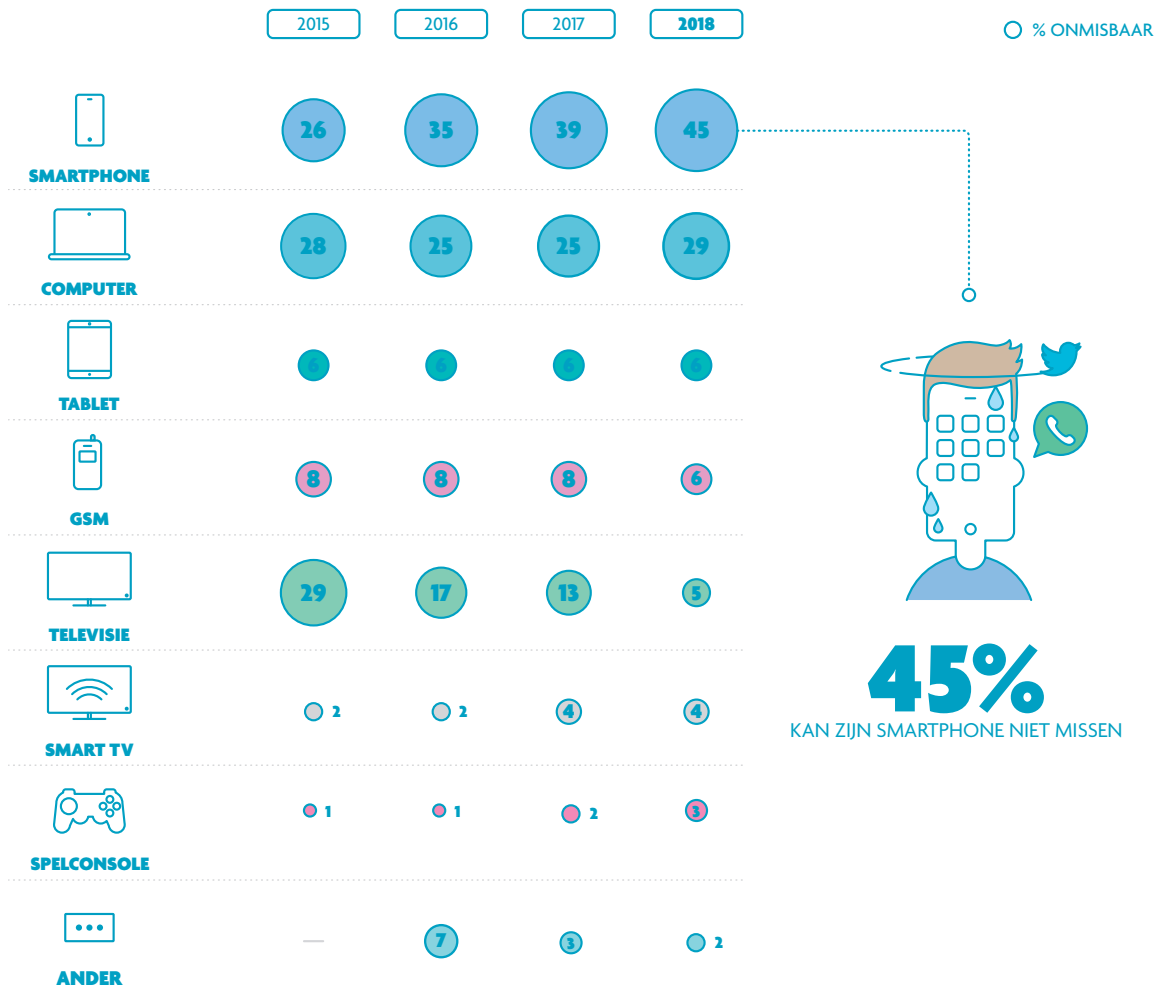 2015 2016 2017 2018
% ONMISBAAR
26 35 39 45
SMARTPHONE
28 25 25 29
COMPUTER
6 6 6 6
TABLET
8 8 8 6
GSM
29 17 13 5
TELEVISIE
45%
KAN ZIJN SMARTPHONE NIET MISSEN
2 2 4 4
SMART TV
1 1 2 3
SPELCONSOLE
— 7 3 2
ANDER